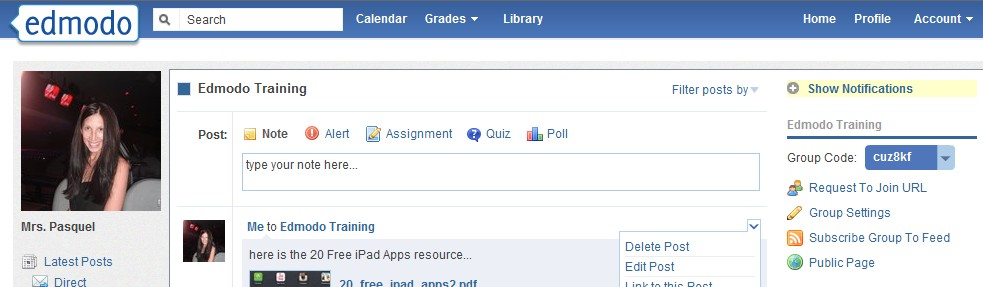 edmodo Search Calendar Grades Library Home Profile Account
Edmodo Training Filter posts by Show Notifications
Edmodo Training
Post: Note Alert Assignment Quiz Poll
Group Code: cuz8kf
type your note here...
Request To Join URL
Group Settings
Mrs. Pasquel
Me to Edmodo Training
Subscribe Group To Feed
here is the 20 Free iPad Apps resource...
Delete Post
Latest Posts
Edit Post
Public Page
Direct
20_free_ipad_apps2.pdf
Link to this Post